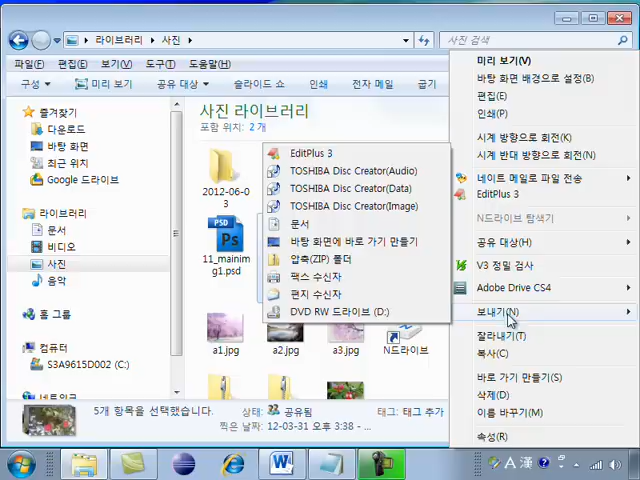 라이브러리 ▸ 사진 ▸
사진 검색
파일(F) 편집(E) 보기(V) 도구(T) 도움말(H)
구성 미리 보기 공유 대상 슬라이드 쇼 인쇄 전자 메일 굽기
즐겨찾기
다운로드
바탕 화면
최근 위치
Google 드라이브
라이브러리
문서
비디오
사진
음악
홈 그룹
컴퓨터
S3A9615D002 (C:)
네트워크
사진 라이브러리
포함 위치: 2 개
2012-06-0
3
PSD
Ps
11_mainim
g1.psd
a1.jpg
a2.jpg
a3.jpg
N드라이브
EditPlus 3
TOSHIBA Disc Creator(Audio)
TOSHIBA Disc Creator(Data)
TOSHIBA Disc Creator(Image)
문서
바탕 화면에 바로 가기 만들기
압축(ZIP) 폴더
팩스 수신자
편지 수신자
DVD RW 드라이브 (D:)
미리 보기(V)
바탕 화면 배경으로 설정(B)
편집(E)
인쇄(P)
시계 방향으로 회전(K)
시계 반대 방향으로 회전(N)
네이트 메일로 파일 전송
EditPlus 3
N드라이브 탐색기
공유 대상(H)
V3 정밀 검사
Adobe Drive CS4
보내기(N)
잘라내기(T)
복사(C)
바로 가기 만들기(S)
삭제(D)
이름 바꾸기(M)
속성(R)
5개 항목을 선택했습니다.
상태: 공유됨
태그: 태그 추가
찍은 날짜: 12-03-31 오후 3:38 - ...
A 漢